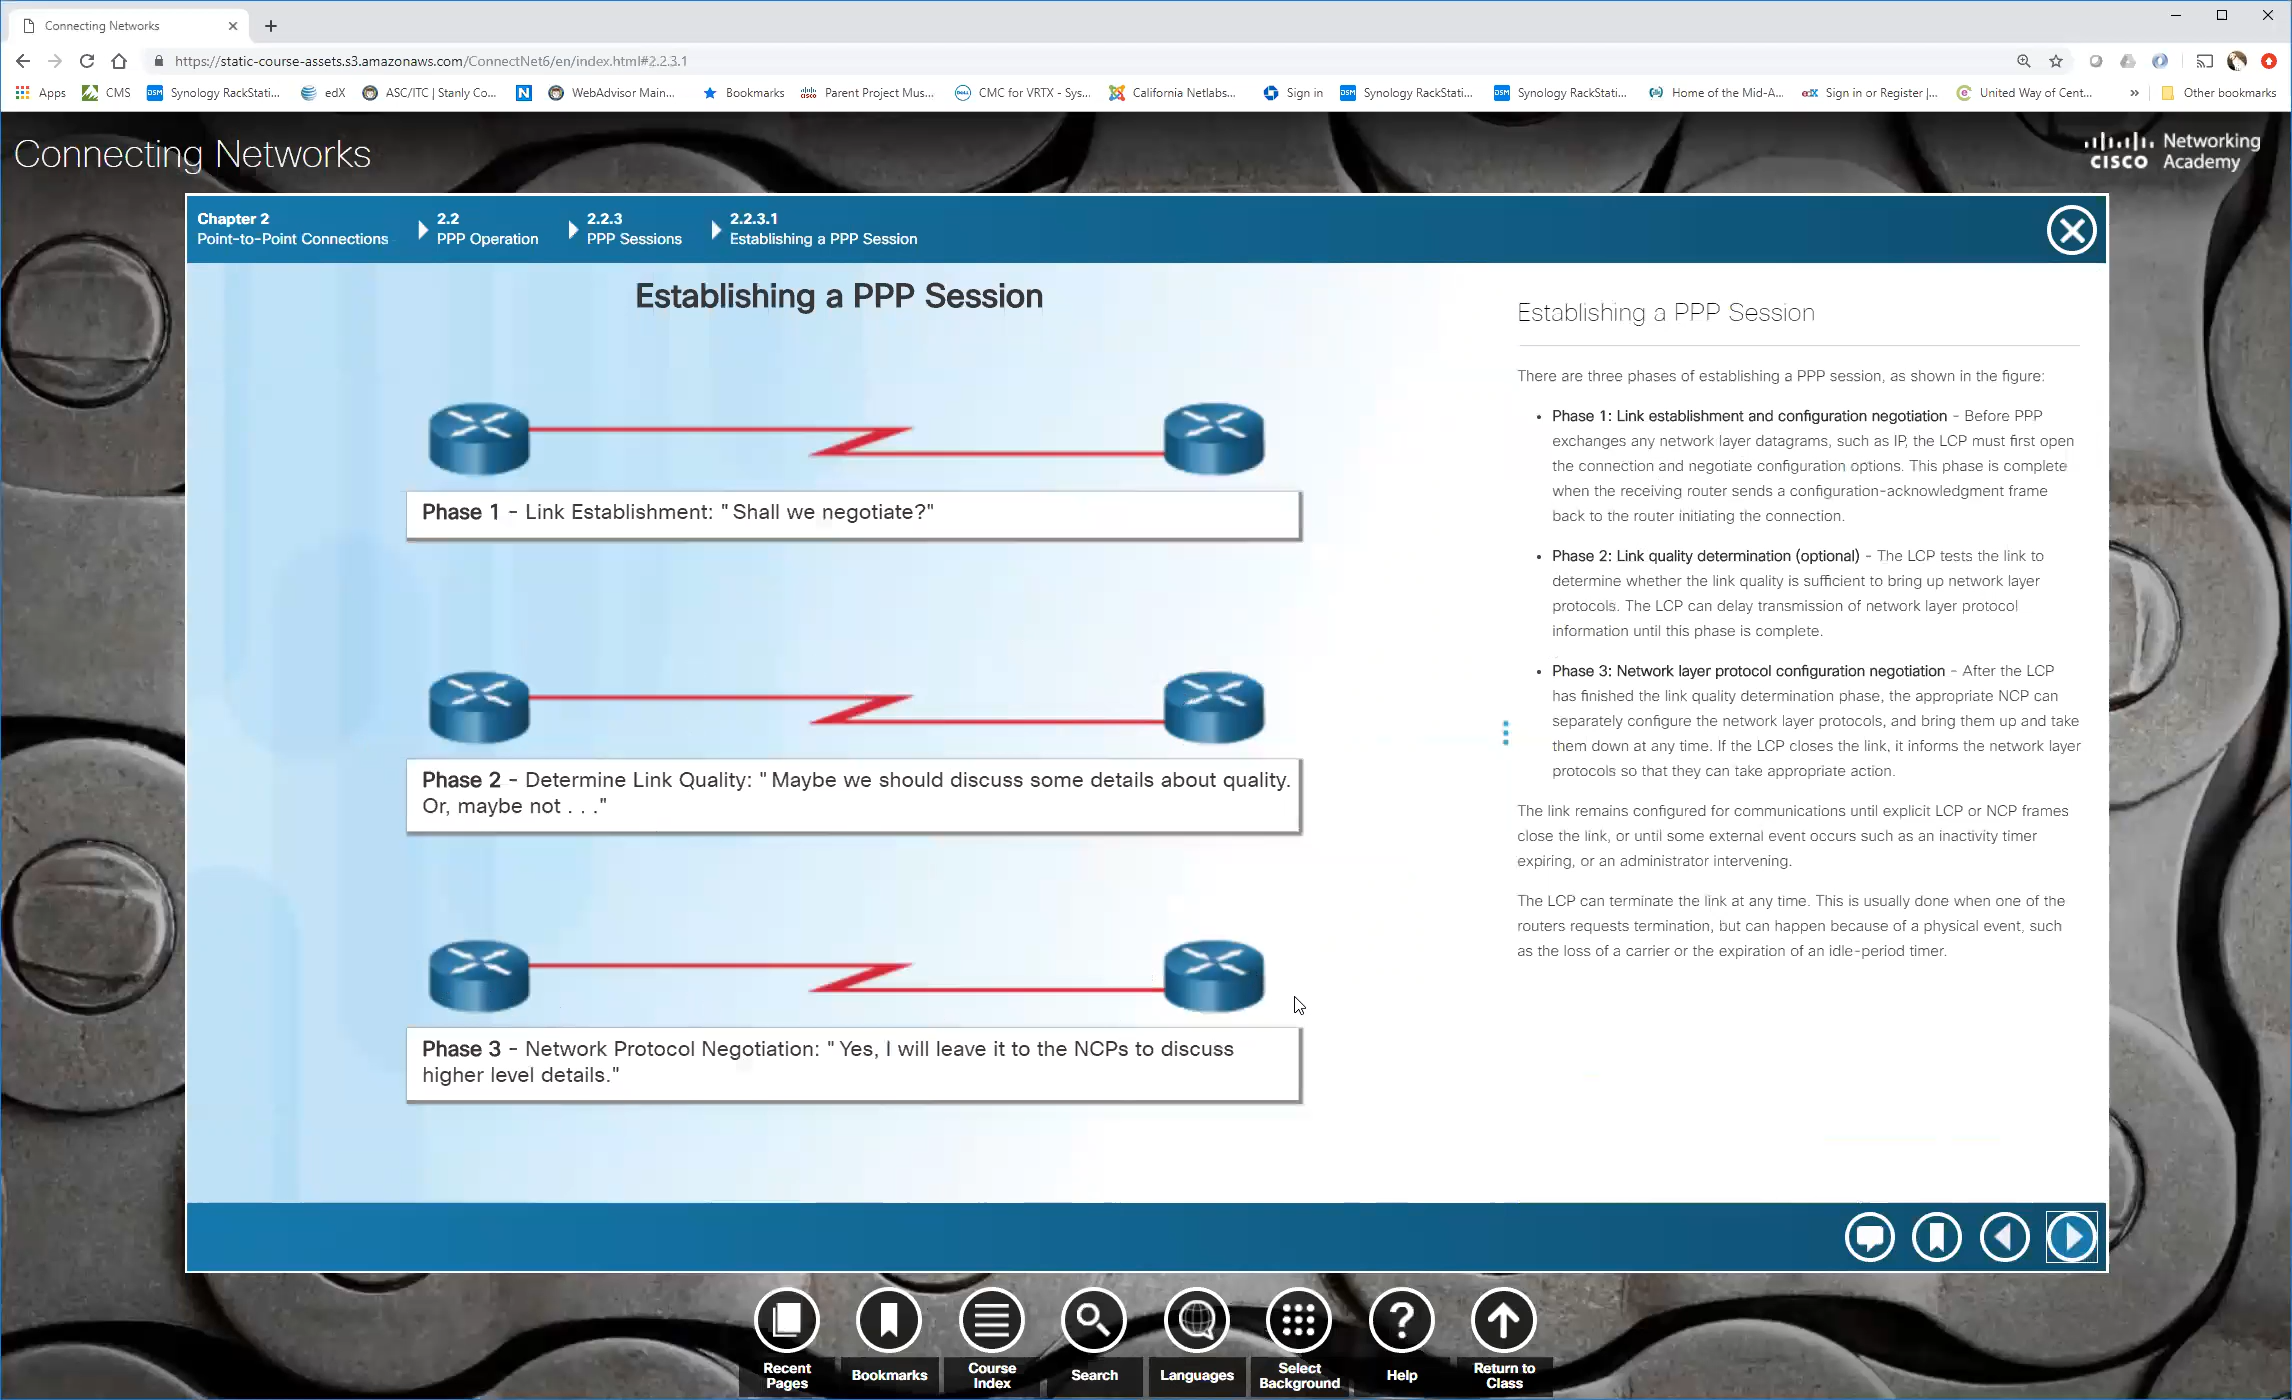 Connecting Networks
https://static-course-assets.s3.amazonaws.com/ConnectNet6/en/index.html#2.2.3.1
Apps CMS Synology RackStati... edX ASC/ITC | Stanly Co... N WebAdvisor Main... Bookmarks Parent Project Mus... CMC for VRTX - Sys... California Netlabs... Sign in Synology RackStati... Synology RackStati... Home of the Mid-A... Sign in or Register |... United Way of Cent... » Other bookmarks
Connecting Networks
CISCO Networking Academy
Chapter 2
Point-to-Point Connections
2.2
PPP Operation
2.2.3
PPP Sessions
2.2.3.1
Establishing a PPP Session
Establishing a PPP Session
Phase 1 - Link Establishment: "Shall we negotiate?"
Phase 2 - Determine Link Quality: "Maybe we should discuss some details about quality.
Or, maybe not . . ."
Phase 3 - Network Protocol Negotiation: "Yes, I will leave it to the NCPs to discuss
higher level details."
Establishing a PPP Session
There are three phases of establishing a PPP session, as shown in the figure:
• Phase 1: Link establishment and configuration negotiation - Before PPP
exchanges any network layer datagrams, such as IP, the LCP must first open
the connection and negotiate configuration options. This phase is complete
when the receiving router sends a configuration-acknowledgment frame
back to the router initiating the connection.
• Phase 2: Link quality determination (optional) - The LCP tests the link to
determine whether the link quality is sufficient to bring up network layer
protocols. The LCP can delay transmission of network layer protocol
information until this phase is complete.
• Phase 3: Network layer protocol configuration negotiation - After the LCP
has finished the link quality determination phase, the appropriate NCP can
separately configure the network layer protocols, and bring them up and take
them down at any time. If the LCP closes the link, it informs the network layer
protocols so that they can take appropriate action.
The link remains configured for communications until explicit LCP or NCP frames
close the link, or until some external event occurs such as an inactivity timer
expiring, or an administrator intervening.
The LCP can terminate the link at any time. This is usually done when one of the
routers requests termination, but can happen because of a physical event, such
as the loss of a carrier or the expiration of an idle-period timer.
Recent Pages
Bookmarks
Course Index
Search
Languages
Select Background
Help
Return to Class